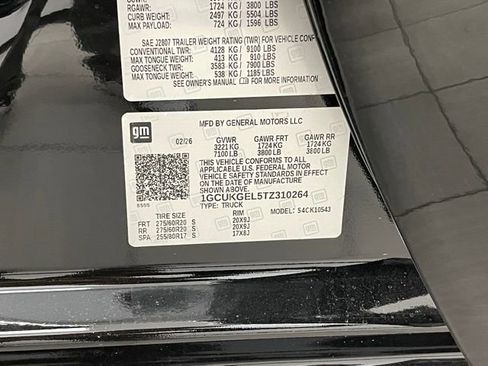 RGAWR: 1724 KG/ 3800 LBS
CURB WEIGHT: 2497 KG/ 5504 LBS
MAX PAYLOAD: 724 KG/ 1596 LBS
SAE J2807 TRAILER WEIGHT RATING (TWR) FOR VEHICLE CONF
CONVENTIONAL TWR: 4128 KG/ 9100 LBS
MAX TONGUE WEIGHT: 413 KG/ 910 LBS
GOOSENECK TWR: 3583 KG/ 7900 LBS
MAX TONGUE WEIGHT: 538 KG/ 1185 LBS
SEE OWNER'S MANUAL FOR MORE INFORMATION
gm
MFD BY GENERAL MOTORS LLC
02/26 GVWR GAWR FRT GAWR RR
3221 KG 1724 KG 1724 KG
7100 LB 3800 LB 3800 LB
THIS VEHICLE CONFORMS TO ALL
APPLICABLE U.S. FEDERAL MOTOR
VEHICLE SAFETY STANDARDS IN EFFECT
ON THE DATE OF MANUFACTURE
1GCUKGEL5TZ310264
TYPE: TRUCK
TIRE SIZE RIM MODEL: S4CK10543
FRT 275/60R20 S 20X9J
RR 275/60R20 S 20X9J
SPA 255/80R17 S 17X8J